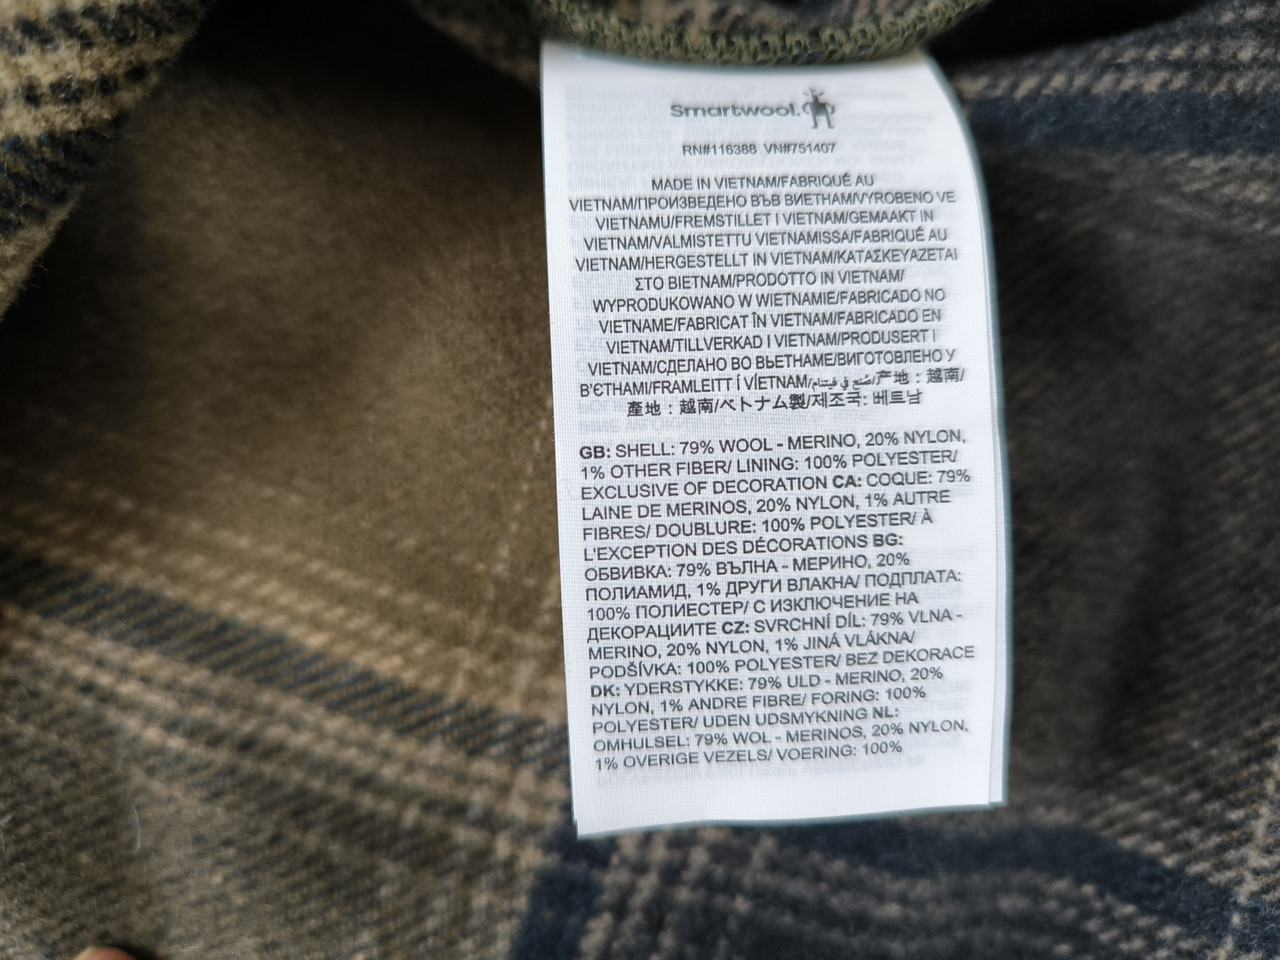 Smartwool.
RN#116388 VN#751407
MADE IN VIETNAM/FABRIQUÉ AU
VIETNAM/ПРОИЗВЕДЕНО ВЪВ ВИЕТНАМ/VYROBENO VE
VIETNAMU/FREMSTILLET I VIETNAM/GEMAAKT IN
VIETNAM/VALMISTETTU VIETNAMISSA/FABRIQUÉ AU
VIETNAM/HERGESTELLT IN VIETNAM/ΚΑΤΑΣΚΕΥΑΖΕΤΑΙ
ΣΤΟ ΒΙΕΤΝΑΜ/PRODOTTO IN VIETNAM/
WYPRODUKOWANO W WIETNAMIE/FABRICADO NO
VIETNAME/FABRICAT ÎN VIETNAM/FABRICADO EN
VIETNAM/TILLVERKAD I VIETNAM/PRODUSERT I
VIETNAM/СДЕЛАНО ВО ВЬЕТНАМЕ/ВИГОТОВЛЕНО У
В'ЄТНАМІ/FRAMLEITT Í VÍETNAM/صُنع في فيتنام/产地：越南/
產地：越南/ベトナム製/제조국: 베트남
GB: SHELL: 79% WOOL - MERINO, 20% NYLON,
1% OTHER FIBER/ LINING: 100% POLYESTER/
EXCLUSIVE OF DECORATION CA: COQUE: 79%
LAINE DE MERINOS, 20% NYLON, 1% AUTRE
FIBRES/ DOUBLURE: 100% POLYESTER/ À
L'EXCEPTION DES DÉCORATIONS BG:
ОБВИВКА: 79% ВЪЛНА - МЕРИНО, 20%
ПОЛИАМИД, 1% ДРУГИ ВЛАКНА/ ПОДПЛАТА:
100% ПОЛИЕСТЕР/ С ИЗКЛЮЧЕНИЕ НА
ДЕКОРАЦИИТЕ CZ: SVRCHNÍ DÍL: 79% VLNA -
MERINO, 20% NYLON, 1% JINÁ VLÁKNA/
PODŠÍVKA: 100% POLYESTER/ BEZ DEKORACE
DK: YDERSTYKKE: 79% ULD - MERINO, 20%
NYLON, 1% ANDRE FIBRE/ FORING: 100%
POLYESTER/ UDEN UDSMYKNING NL:
OMHULSEL: 79% WOL - MERINOS, 20% NYLON,
1% OVERIGE VEZELS/ VOERING: 100%